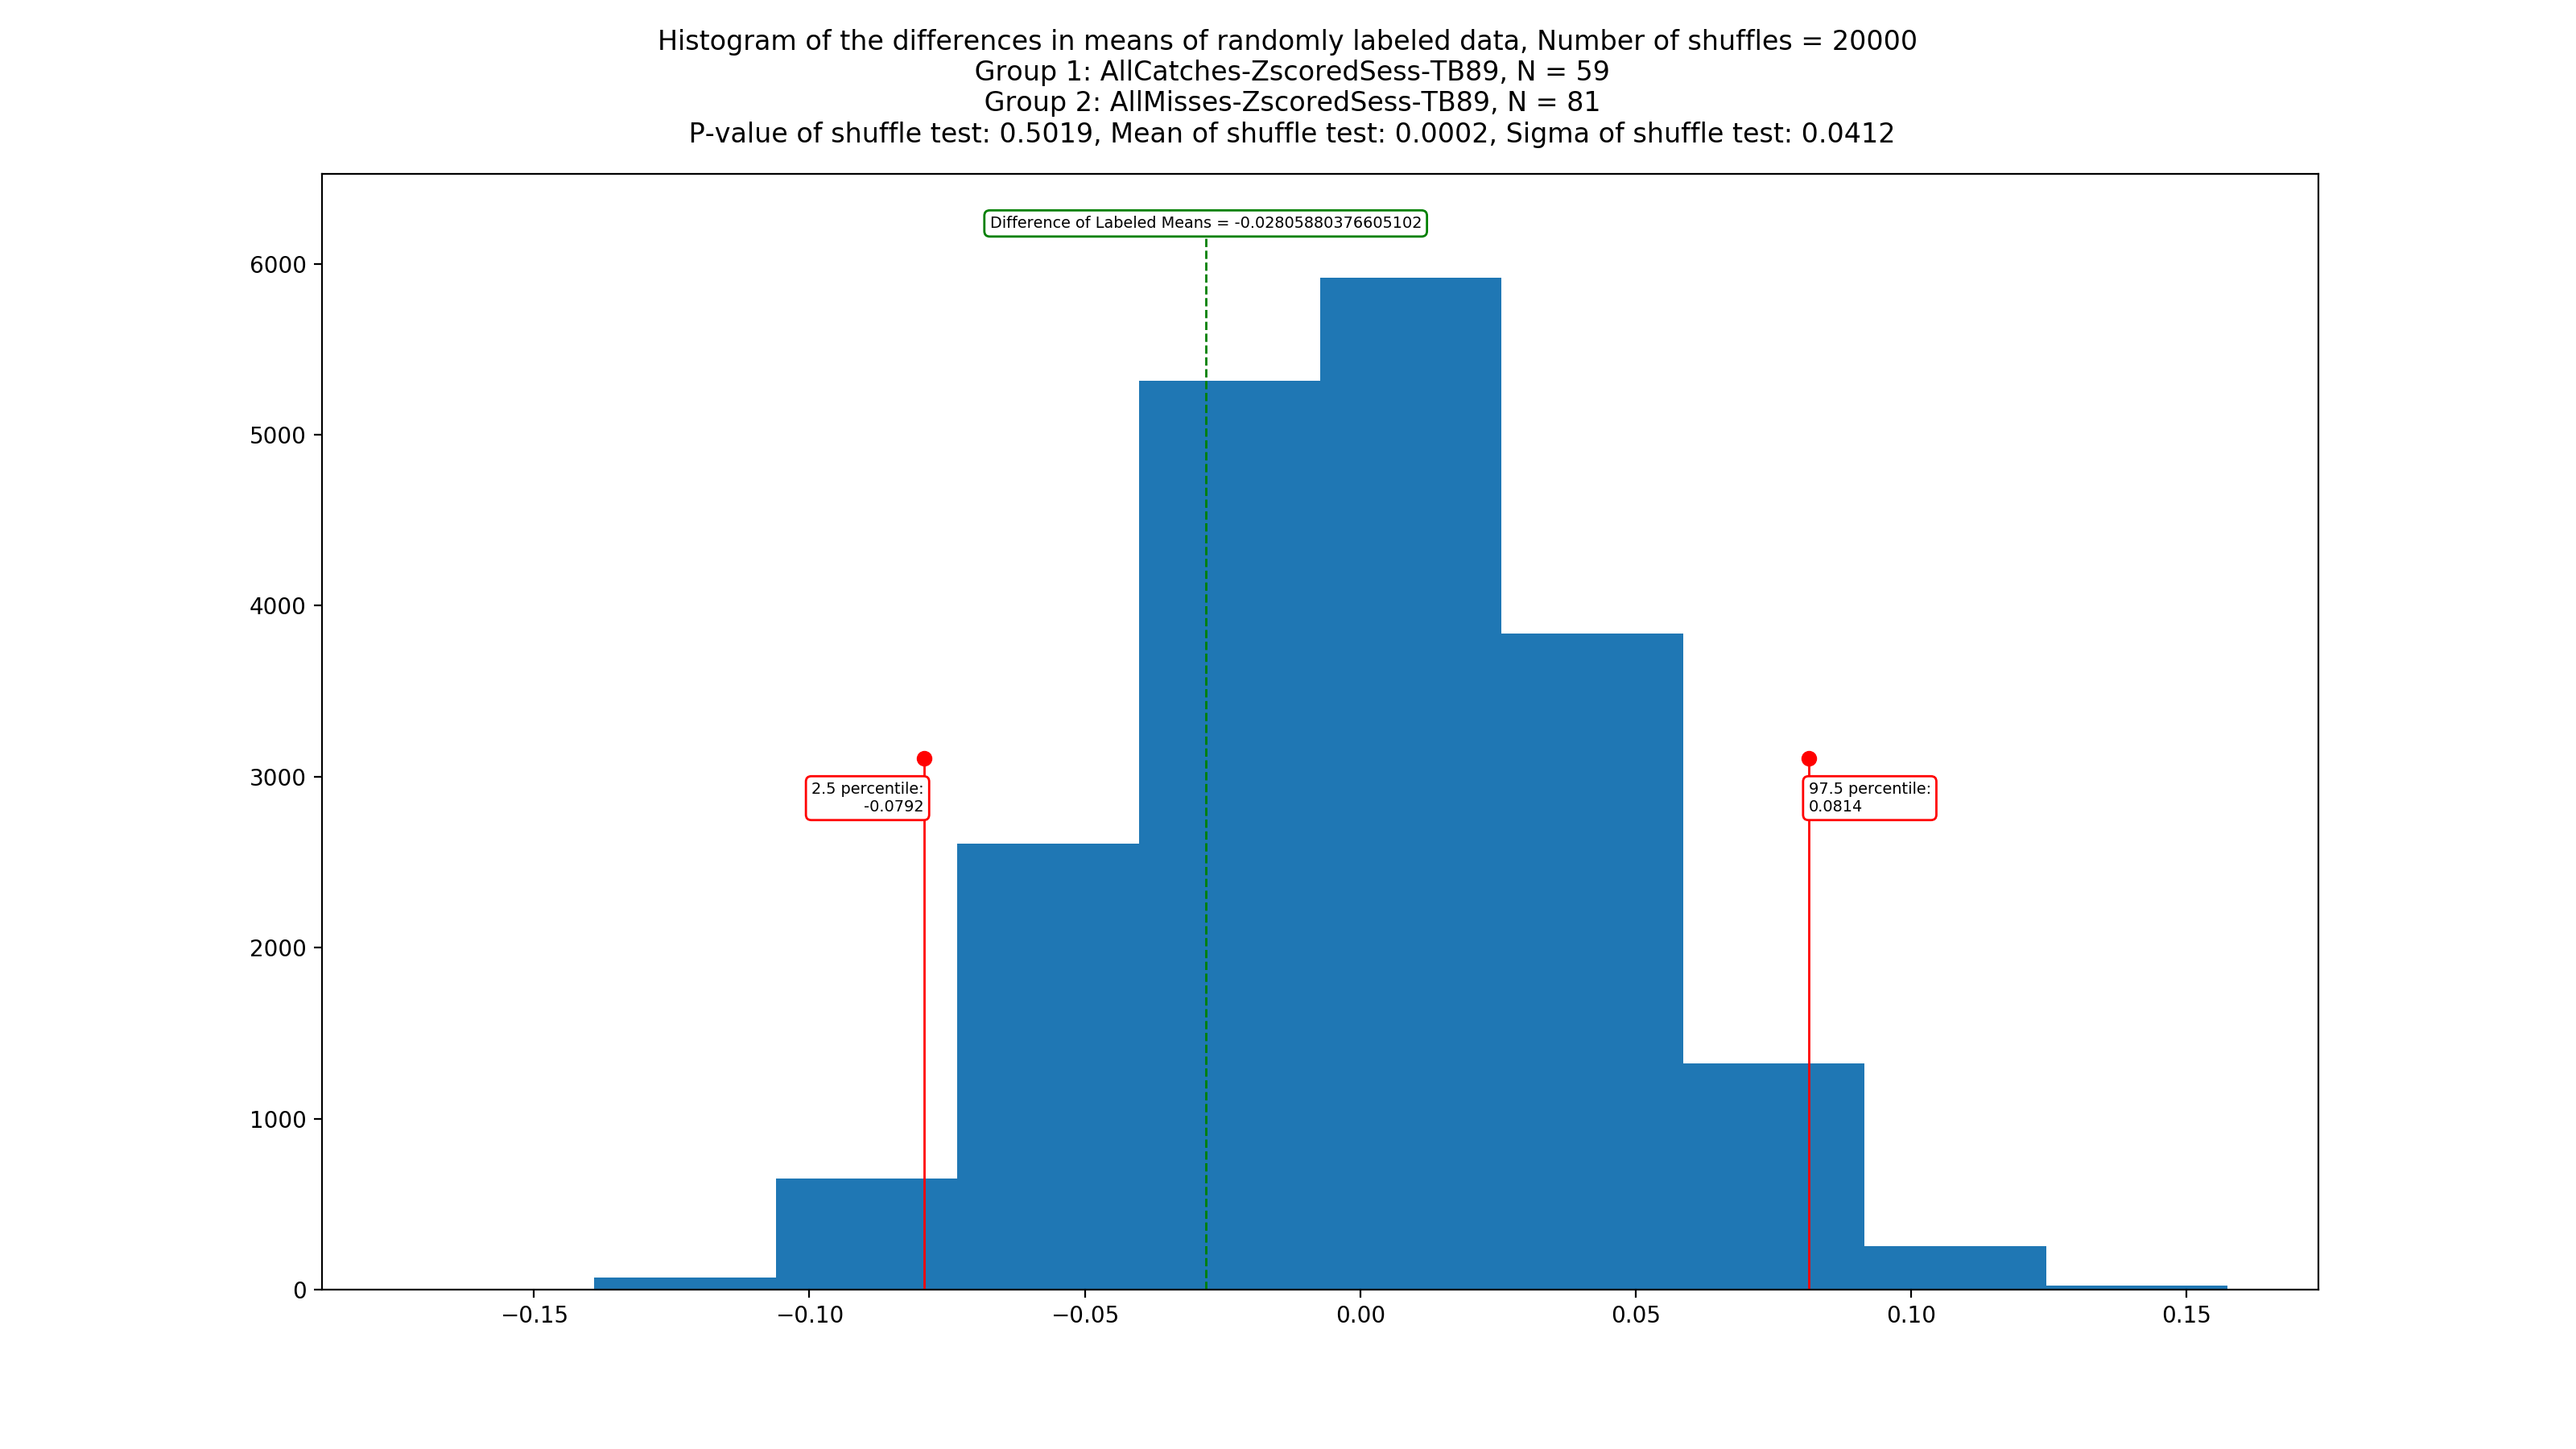 Histogram of the differences in means of randomly labeled data, Number of shuffles = 20000
Group 1: AllCatches-ZscoredSess-TB89, N = 59
Group 2: AllMisses-ZscoredSess-TB89, N = 81
P-value of shuffle test: 0.5019, Mean of shuffle test: 0.0002, Sigma of shuffle test: 0.0412
Difference of Labeled Means = -0.02805880376605102
6000
5000
4000
3000
2000
1000
0
2.5 percentile:
-0.0792
97.5 percentile:
0.0814
−0.15
−0.10
−0.05
0.00
0.05
0.10
0.15